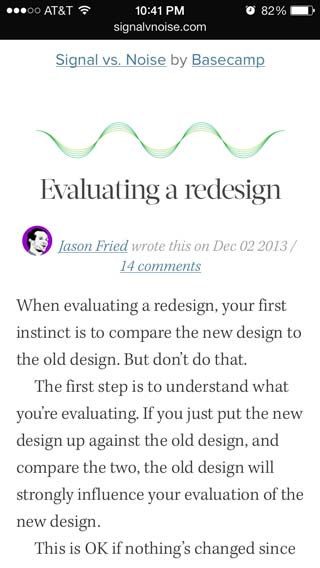 AT&T 10:41 PM 82%
signalvnoise.com
Signal vs. Noise by Basecamp
Evaluating a redesign
Jason Fried wrote this on Dec 02 2013 /
14 comments
When evaluating a redesign, your first
instinct is to compare the new design to
the old design. But don’t do that.
The first step is to understand what
you’re evaluating. If you just put the new
design up against the old design, and
compare the two, the old design will
strongly influence your evaluation of the
new design.
This is OK if nothing’s changed since